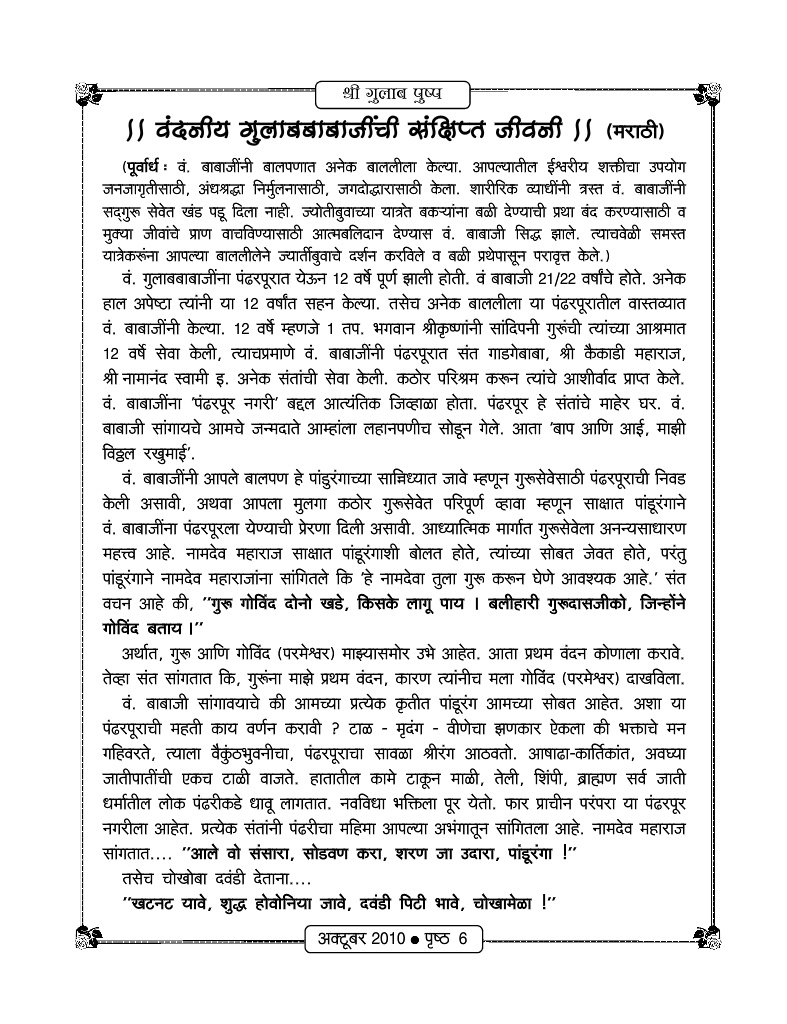 श्री गुलाब पुष्प
।। वंदनीय गुलाबबाबाजींची संक्षिप्त जीवनी ।। (मराठी)
(पूर्वार्ध : वं. बाबाजींनी बालपणात अनेक बाललीला केल्या. आपल्यातील ईश्वरीय शक्तीचा उपयोग
जनजागृतीसाठी, अंधश्रद्धा निर्मुलनासाठी, जगदोद्धारासाठी केला. शारीरिक व्याधींनी त्रस्त वं. बाबाजींनी
सद्‌गुरू सेवेत खंड पडू दिला नाही. ज्योतीबुवाच्या यात्रेत बकऱ्यांना बळी देण्याची प्रथा बंद करण्यासाठी व
मुक्या जीवांचे प्राण वाचविण्यासाठी आत्मबलिदान देण्यास वं. बाबाजी सिद्ध झाले. त्याचवेळी समस्त
यात्रेकरूंना आपल्या बाललीलेने ज्यार्तीबुवाचे दर्शन करविले व बळी प्रथेपासून परावृत्त केले.)
वं. गुलाबबाबाजींना पंढरपूरात येऊन 12 वर्षे पूर्ण झाली होती. वं बाबाजी 21/22 वर्षांचे होते. अनेक
हाल अपेष्टा त्यांनी या 12 वर्षांत सहन केल्या. तसेच अनेक बाललीला या पंढरपूरातील वास्तव्यात
वं. बाबाजींनी केल्या. 12 वर्षे म्हणजे 1 तप. भगवान श्रीकृष्णांनी सांदिपनी गुरूंची त्यांच्या आश्रमात
12 वर्षे सेवा केली, त्याचप्रमाणे वं. बाबाजींनी पंढरपूरात संत गाडगेबाबा, श्री कैकाडी महाराज,
श्री नामानंद स्वामी इ. अनेक संतांची सेवा केली. कठोर परिश्रम करून त्यांचे आशीर्वाद प्राप्त केले.
वं. बाबाजींना 'पंढरपूर नगरी' बद्दल आत्यंतिक जिव्हाळा होता. पंढरपूर हे संतांचे माहेर घर. वं.
बाबाजी सांगायचे आमचे जन्मदाते आम्हांला लहानपणीच सोडून गेले. आता 'बाप आणि आई, माझी
विठ्ठल रखुमाई'.
वं. बाबाजींनी आपले बालपण हे पांडुरंगाच्या सान्निध्यात जावे म्हणून गुरूसेवेसाठी पंढरपूराची निवड
केली असावी, अथवा आपला मुलगा कठोर गुरूसेवेत परिपूर्ण व्हावा म्हणून साक्षात पांडूरंगाने
वं. बाबाजींना पंढरपूरला येण्याची प्रेरणा दिली असावी. आध्यात्मिक मार्गात गुरूसेवेला अनन्यसाधारण
महत्त्व आहे. नामदेव महाराज साक्षात पांडूरंगाशी बोलत होते, त्यांच्या सोबत जेवत होते, परंतु
पांडूरंगाने नामदेव महाराजांना सांगितले कि 'हे नामदेवा तुला गुरू करून घेणे आवश्यक आहे.' संत
वचन आहे की, "गुरू गोविंद दोनो खडे, किसके लागू पाय । बलीहारी गुरूदासजीको, जिन्होंने
गोविंद बताय ।"
अर्थात, गुरू आणि गोविंद (परमेश्वर) माझ्यासमोर उभे आहेत. आता प्रथम वंदन कोणाला करावे.
तेव्हा संत सांगतात कि, गुरूंना माझे प्रथम वंदन, कारण त्यांनीच मला गोविंद (परमेश्वर) दाखविला.
वं. बाबाजी सांगावयाचे की आमच्या प्रत्येक कृतीत पांडूरंग आमच्या सोबत आहेत. अशा या
पंढरपूराची महती काय वर्णन करावी ? टाळ - मृदंग - वीणेचा झणकार ऐकला की भक्ताचे मन
गहिवरते, त्याला वैकुंठभुवनीचा, पंढरपूराचा सावळा श्रीरंग आठवतो. आषाढा-कार्तिकांत, अवघ्या
जातीपातींची एकच टाळी वाजते. हातातील कामे टाकून माळी, तेली, शिंपी, ब्राह्मण सर्व जाती
धर्मातील लोक पंढरीकडे धावू लागतात. नवविधा भक्तिला पूर येतो. फार प्राचीन परंपरा या पंढरपूर
नगरीला आहेत. प्रत्येक संतांनी पंढरीचा महिमा आपल्या अभंगातून सांगितला आहे. नामदेव महाराज
सांगतात.... "आले वो संसारा, सोडवण करा, शरण जा उदारा, पांडूरंगा !"
तसेच चोखोबा दवंडी देताना....
"खटनट यावे, शुद्ध होवोनिया जावे, दवंडी पिटी भावे, चोखामेळा !"
अक्टूबर 2010 ● पृष्ठ 6